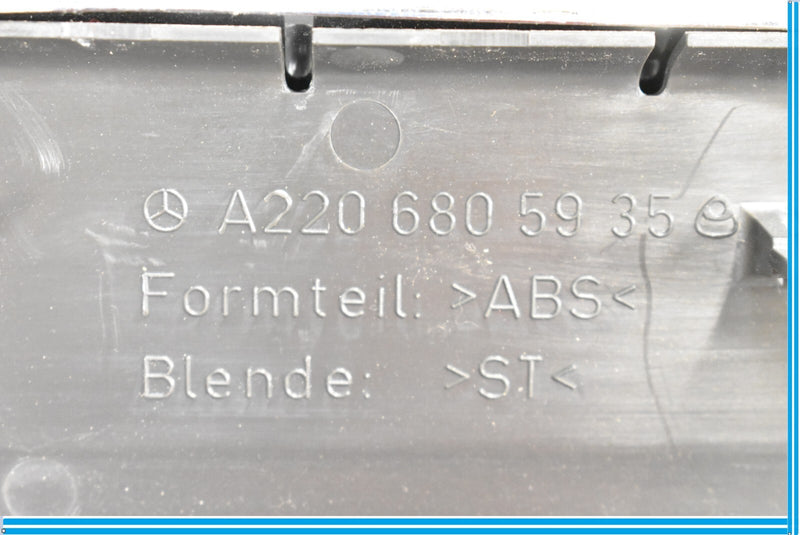 A220 680 59 35
Formteil: >ABS<
Blende: >ST<